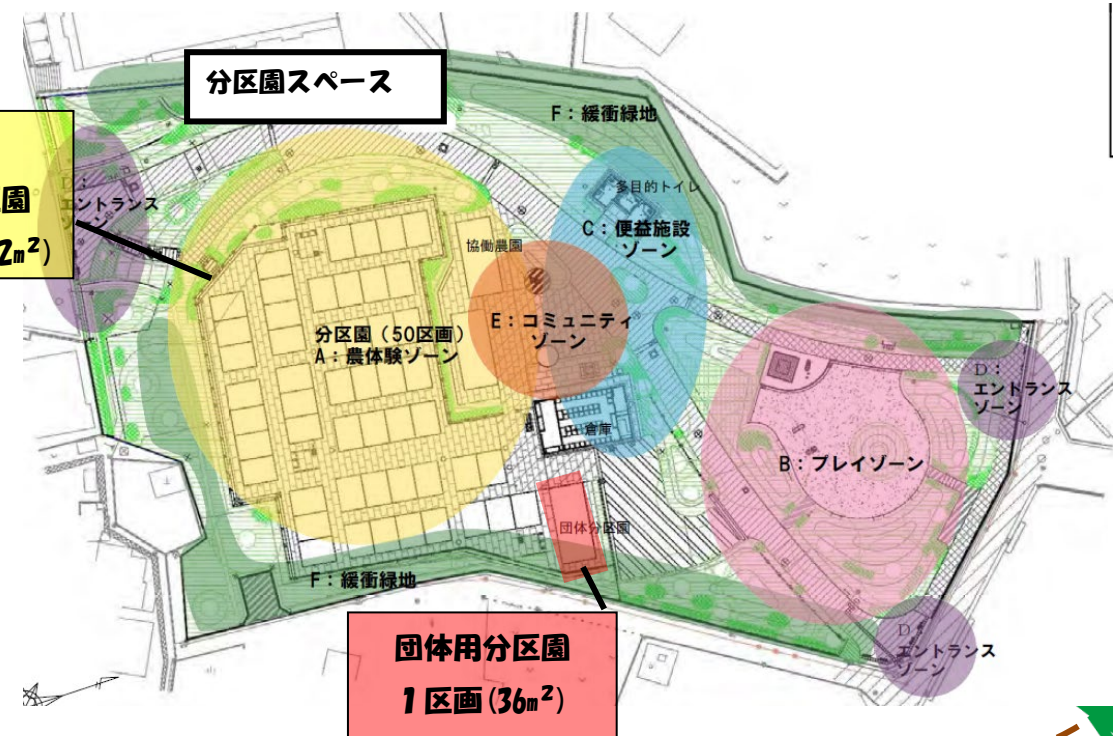 分区園スペース
F：緩衝緑地
園
2m²)
D：
エントランス
ゾーン
多目的トイレ
C：便益施設
ゾーン
協働農園
E：コミュニティ
ゾーン
分区園（50区画）
A：農体験ゾーン
D：
エントランス
ゾーン
倉庫
B：プレイゾーン
団体分区園
F：緩衝緑地
D
エントランス
ゾーン
団体用分区園
1区画(36m²)